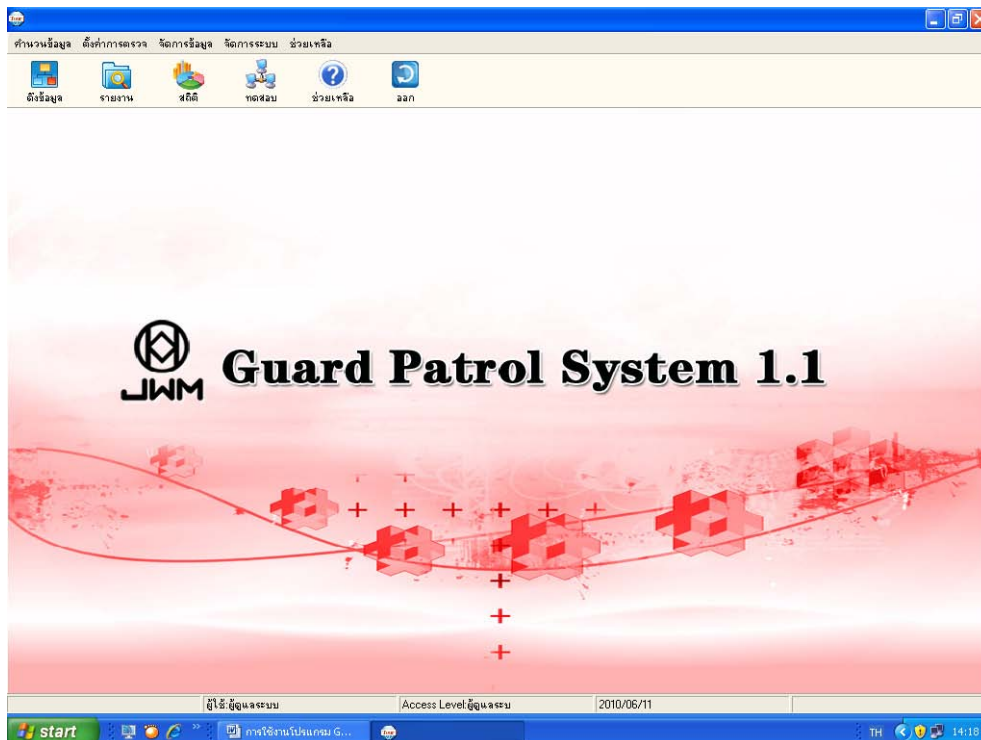 คำนวนข้อมูล ตั้งค่าการตรวจ จัดการข้อมูล จัดการระบบ ช่วยเหลือ
ดึงข้อมูล รายงาน สถิติ ทดสอบ ช่วยเหลือ ออก
JWM Guard Patrol System 1.1
ผู้ใช้:ผู้ดูแลระบบ Access Level:ผู้ดูแลระบ 2010/06/11
start การใช้งานโปรแกรม G... TH 14:18